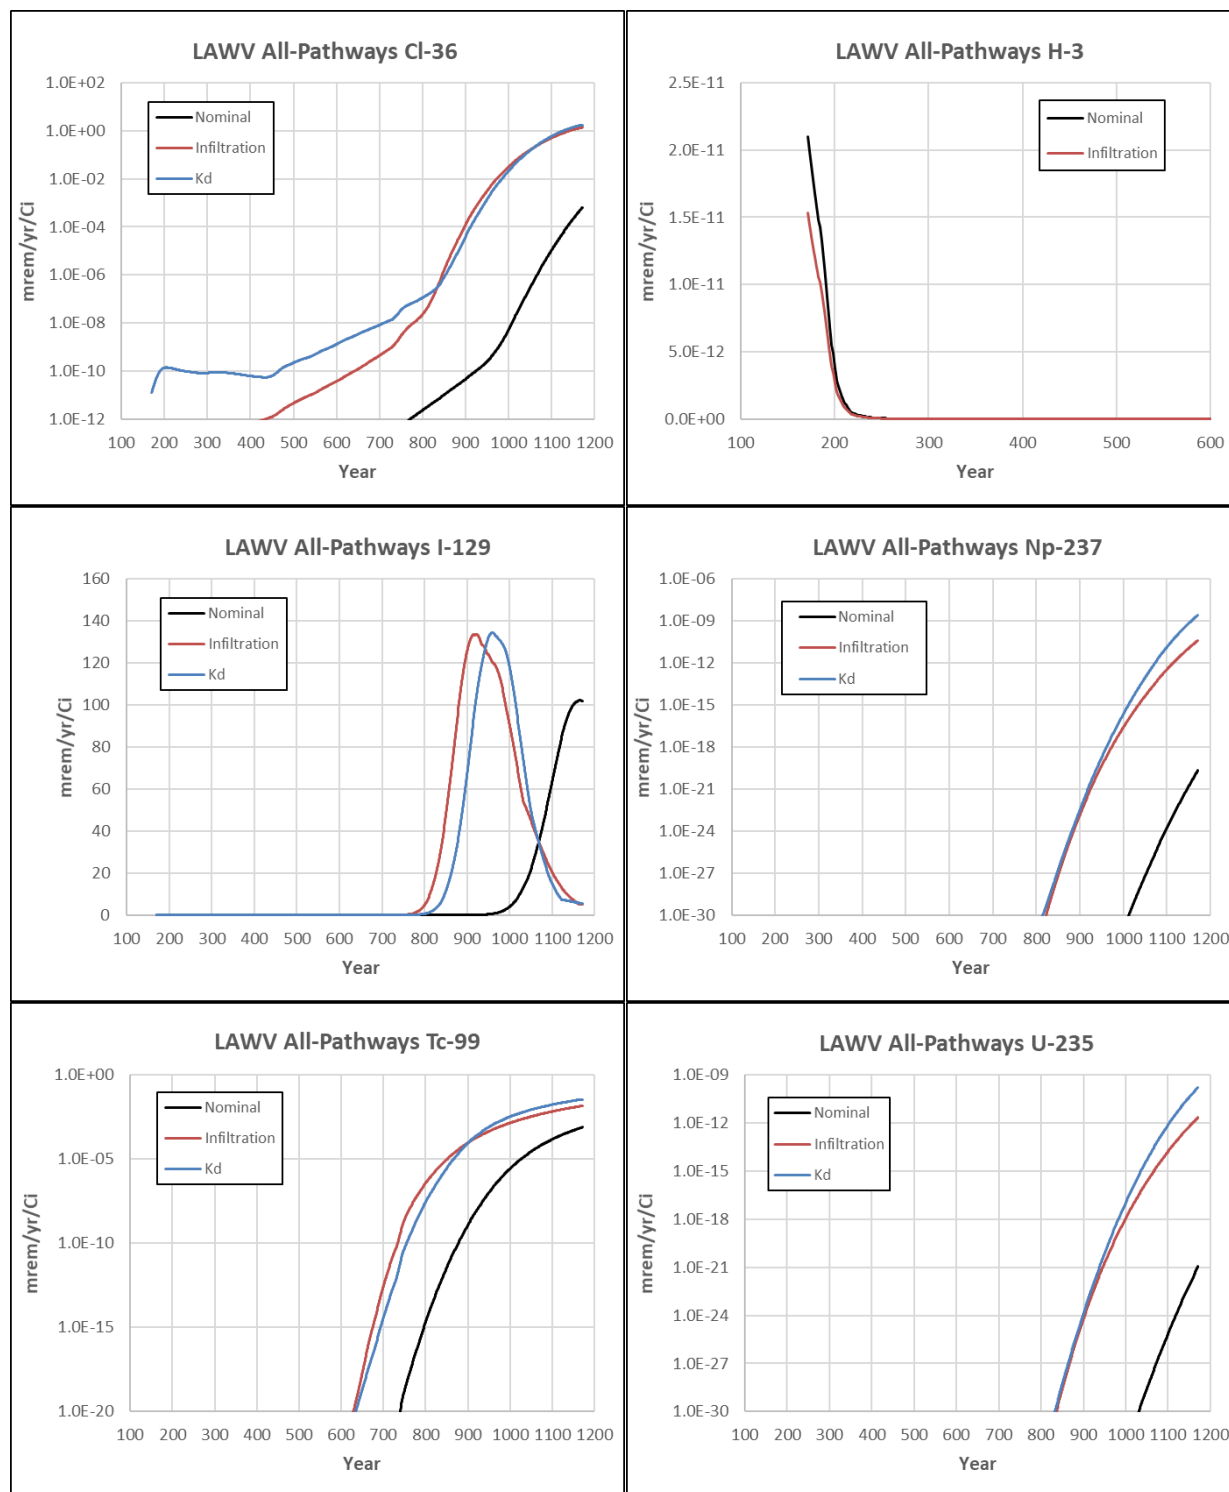 LAWV All-Pathways Cl-36
1.0E+02
1.0E+00
1.0E-02
1.0E-04
1.0E-06
1.0E-08
1.0E-10
1.0E-12
mrem/yr/Ci
Nominal
Infiltration
Kd
100 200 300 400 500 600 700 800 900 1000 1100 1200
Year
LAWV All-Pathways H-3
2.5E-11
2.0E-11
1.5E-11
1.0E-11
5.0E-12
0.0E+00
mrem/yr/Ci
Nominal
Infiltration
100 200 300 400 500 600
Year
LAWV All-Pathways I-129
160
140
120
100
80
60
40
20
0
mrem/yr/Ci
Nominal
Infiltration
Kd
100 200 300 400 500 600 700 800 900 1000 1100 1200
Year
LAWV All-Pathways Np-237
1.0E-06
1.0E-09
1.0E-12
1.0E-15
1.0E-18
1.0E-21
1.0E-24
1.0E-27
1.0E-30
mrem/yr/Ci
Nominal
Infiltration
Kd
100 200 300 400 500 600 700 800 900 1000 1100 1200
Year
LAWV All-Pathways Tc-99
1.0E+00
1.0E-05
1.0E-10
1.0E-15
1.0E-20
mrem/yr/Ci
Nominal
Infiltration
Kd
100 200 300 400 500 600 700 800 900 1000 1100 1200
Year
LAWV All-Pathways U-235
1.0E-09
1.0E-12
1.0E-15
1.0E-18
1.0E-21
1.0E-24
1.0E-27
1.0E-30
mrem/yr/Ci
Nominal
Infiltration
Kd
100 200 300 400 500 600 700 800 900 1000 1100 1200
Year